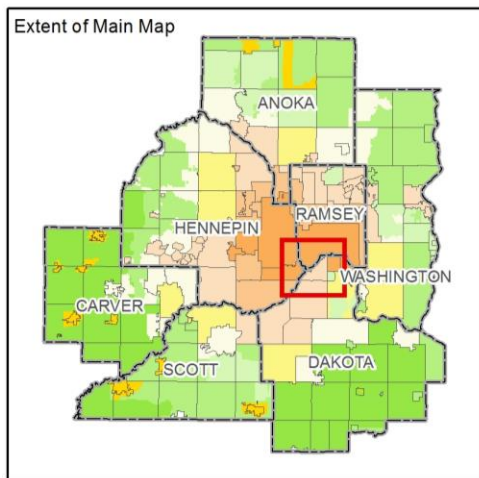 Extent of Main Map
ANOKA
HENNEPIN
RAMSEY
WASHINGTON
CARVER
SCOTT
DAKOTA